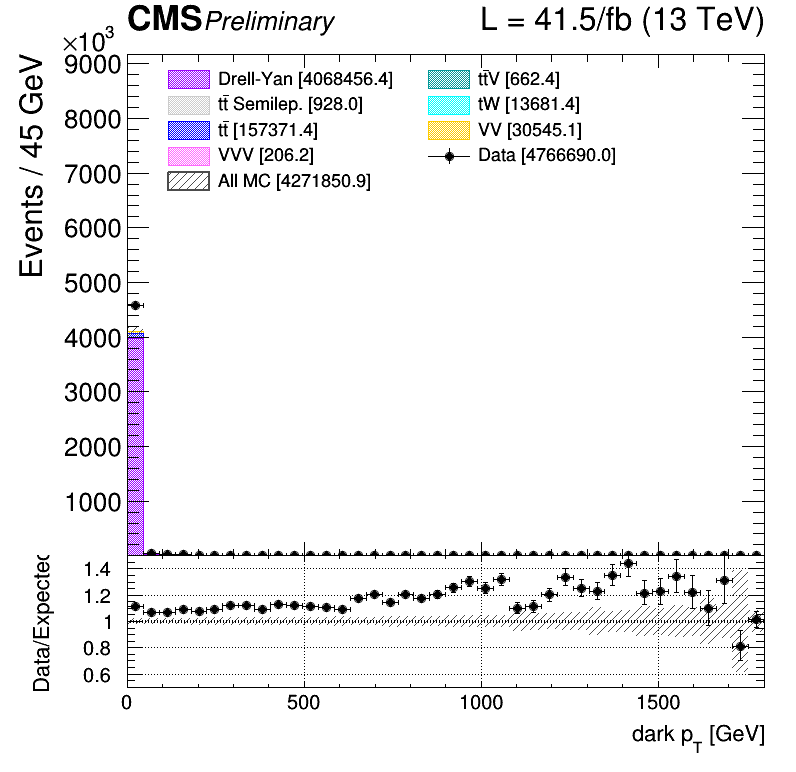 CMS Preliminary L = 41.5/fb (13 TeV)
×10³
Events / 45 GeV
9000
8000
7000
6000
5000
4000
3000
2000
1000
Drell-Yan [4068456.4]
tt̄ Semilep. [928.0]
tt̄ [157371.4]
VVV [206.2]
All MC [4271850.9]
tt̄V [662.4]
tW [13681.4]
VV [30545.1]
Data [4766690.0]
Data/Expected
1.4
1.2
1
0.8
0.6
0 500 1000 1500
dark p_T [GeV]